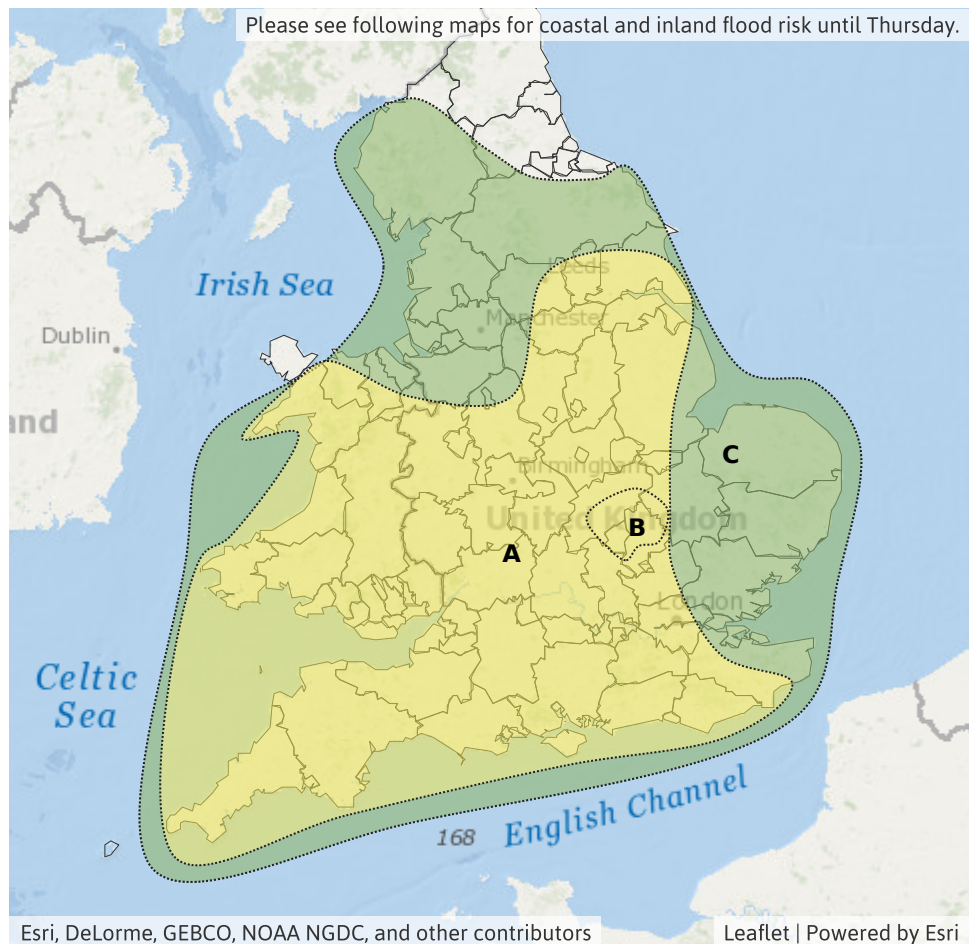 Please see following maps for coastal and inland flood risk until Thursday.
Leeds
Irish Sea
Manchester
Dublin
and
C
Birmingham
United Kingdom
B
A
London
Celtic
Sea
English Channel
168
Esri, DeLorme, GEBCO, NOAA NGDC, and other contributors
Leaflet | Powered by Esri